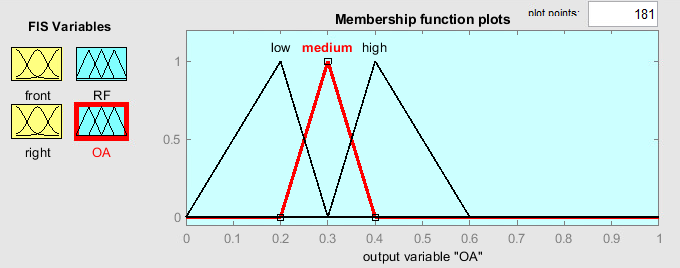 FIS Variables
front
RF
right
OA
Membership function plots
plot points:
181
low
medium
high
1
0.5
0
0
0.1
0.2
0.3
0.4
0.5
0.6
0.7
0.8
0.9
1
output variable "OA"